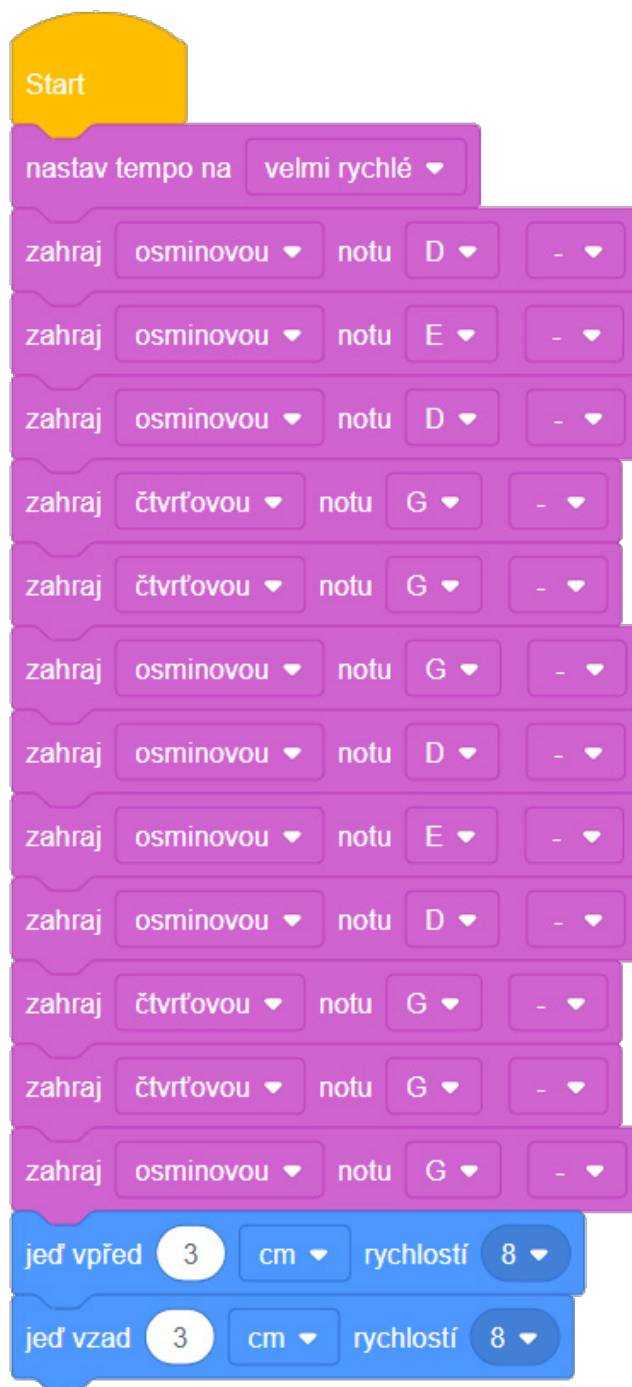 Start
nastav tempo na velmi rychlé
zahraj osminovou notu D -
zahraj osminovou notu E -
zahraj osminovou notu D -
zahraj čtvrťovou notu G -
zahraj čtvrťovou notu G -
zahraj osminovou notu G -
zahraj osminovou notu D -
zahraj osminovou notu E -
zahraj osminovou notu D -
zahraj čtvrťovou notu G -
zahraj čtvrťovou notu G -
zahraj osminovou notu G -
jeď vpřed 3 cm rychlostí 8
jeď vzad 3 cm rychlostí 8